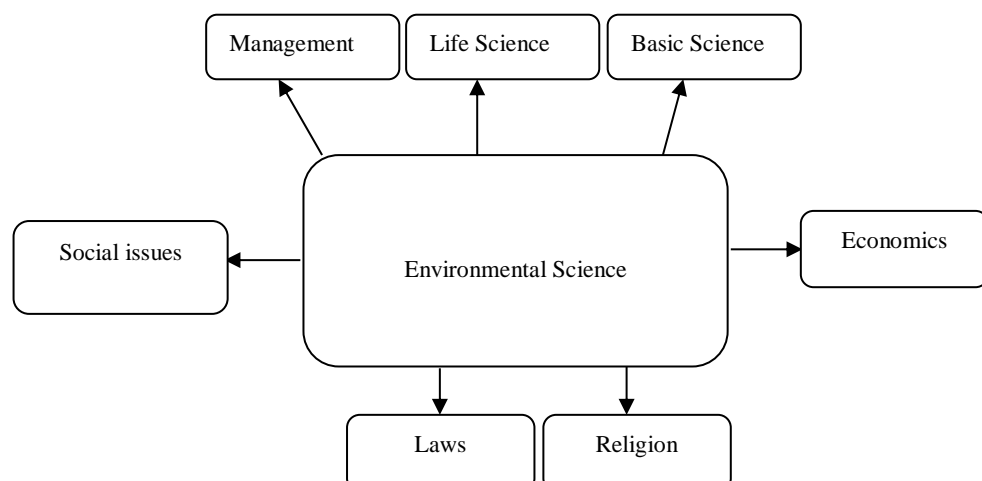 Management
Life Science
Basic Science
Social issues
Environmental Science
Economics
Laws
Religion